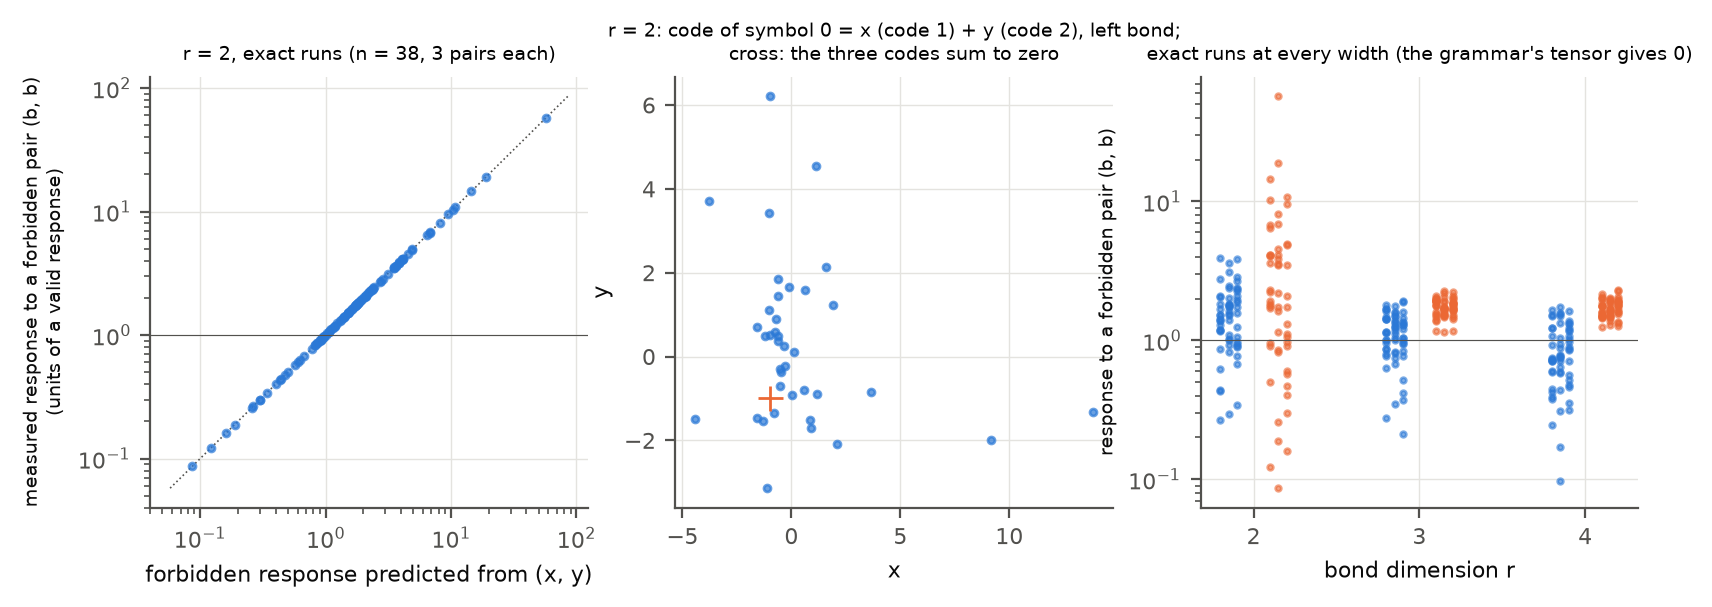 r = 2: code of symbol 0 = x (code 1) + y (code 2), left bond;
r = 2, exact runs (n = 38, 3 pairs each)
cross: the three codes sum to zero
exact runs at every width (the grammar's tensor gives 0)
measured response to a forbidden pair (b, b)
(units of a valid response)
10²
10¹
10⁰
10⁻¹
10⁻¹
10⁰
10¹
10²
forbidden response predicted from (x, y)
y
6
4
2
0
−2
−5
0
5
10
x
response to a forbidden pair (b, b)
10¹
10⁰
10⁻¹
2
3
4
bond dimension r